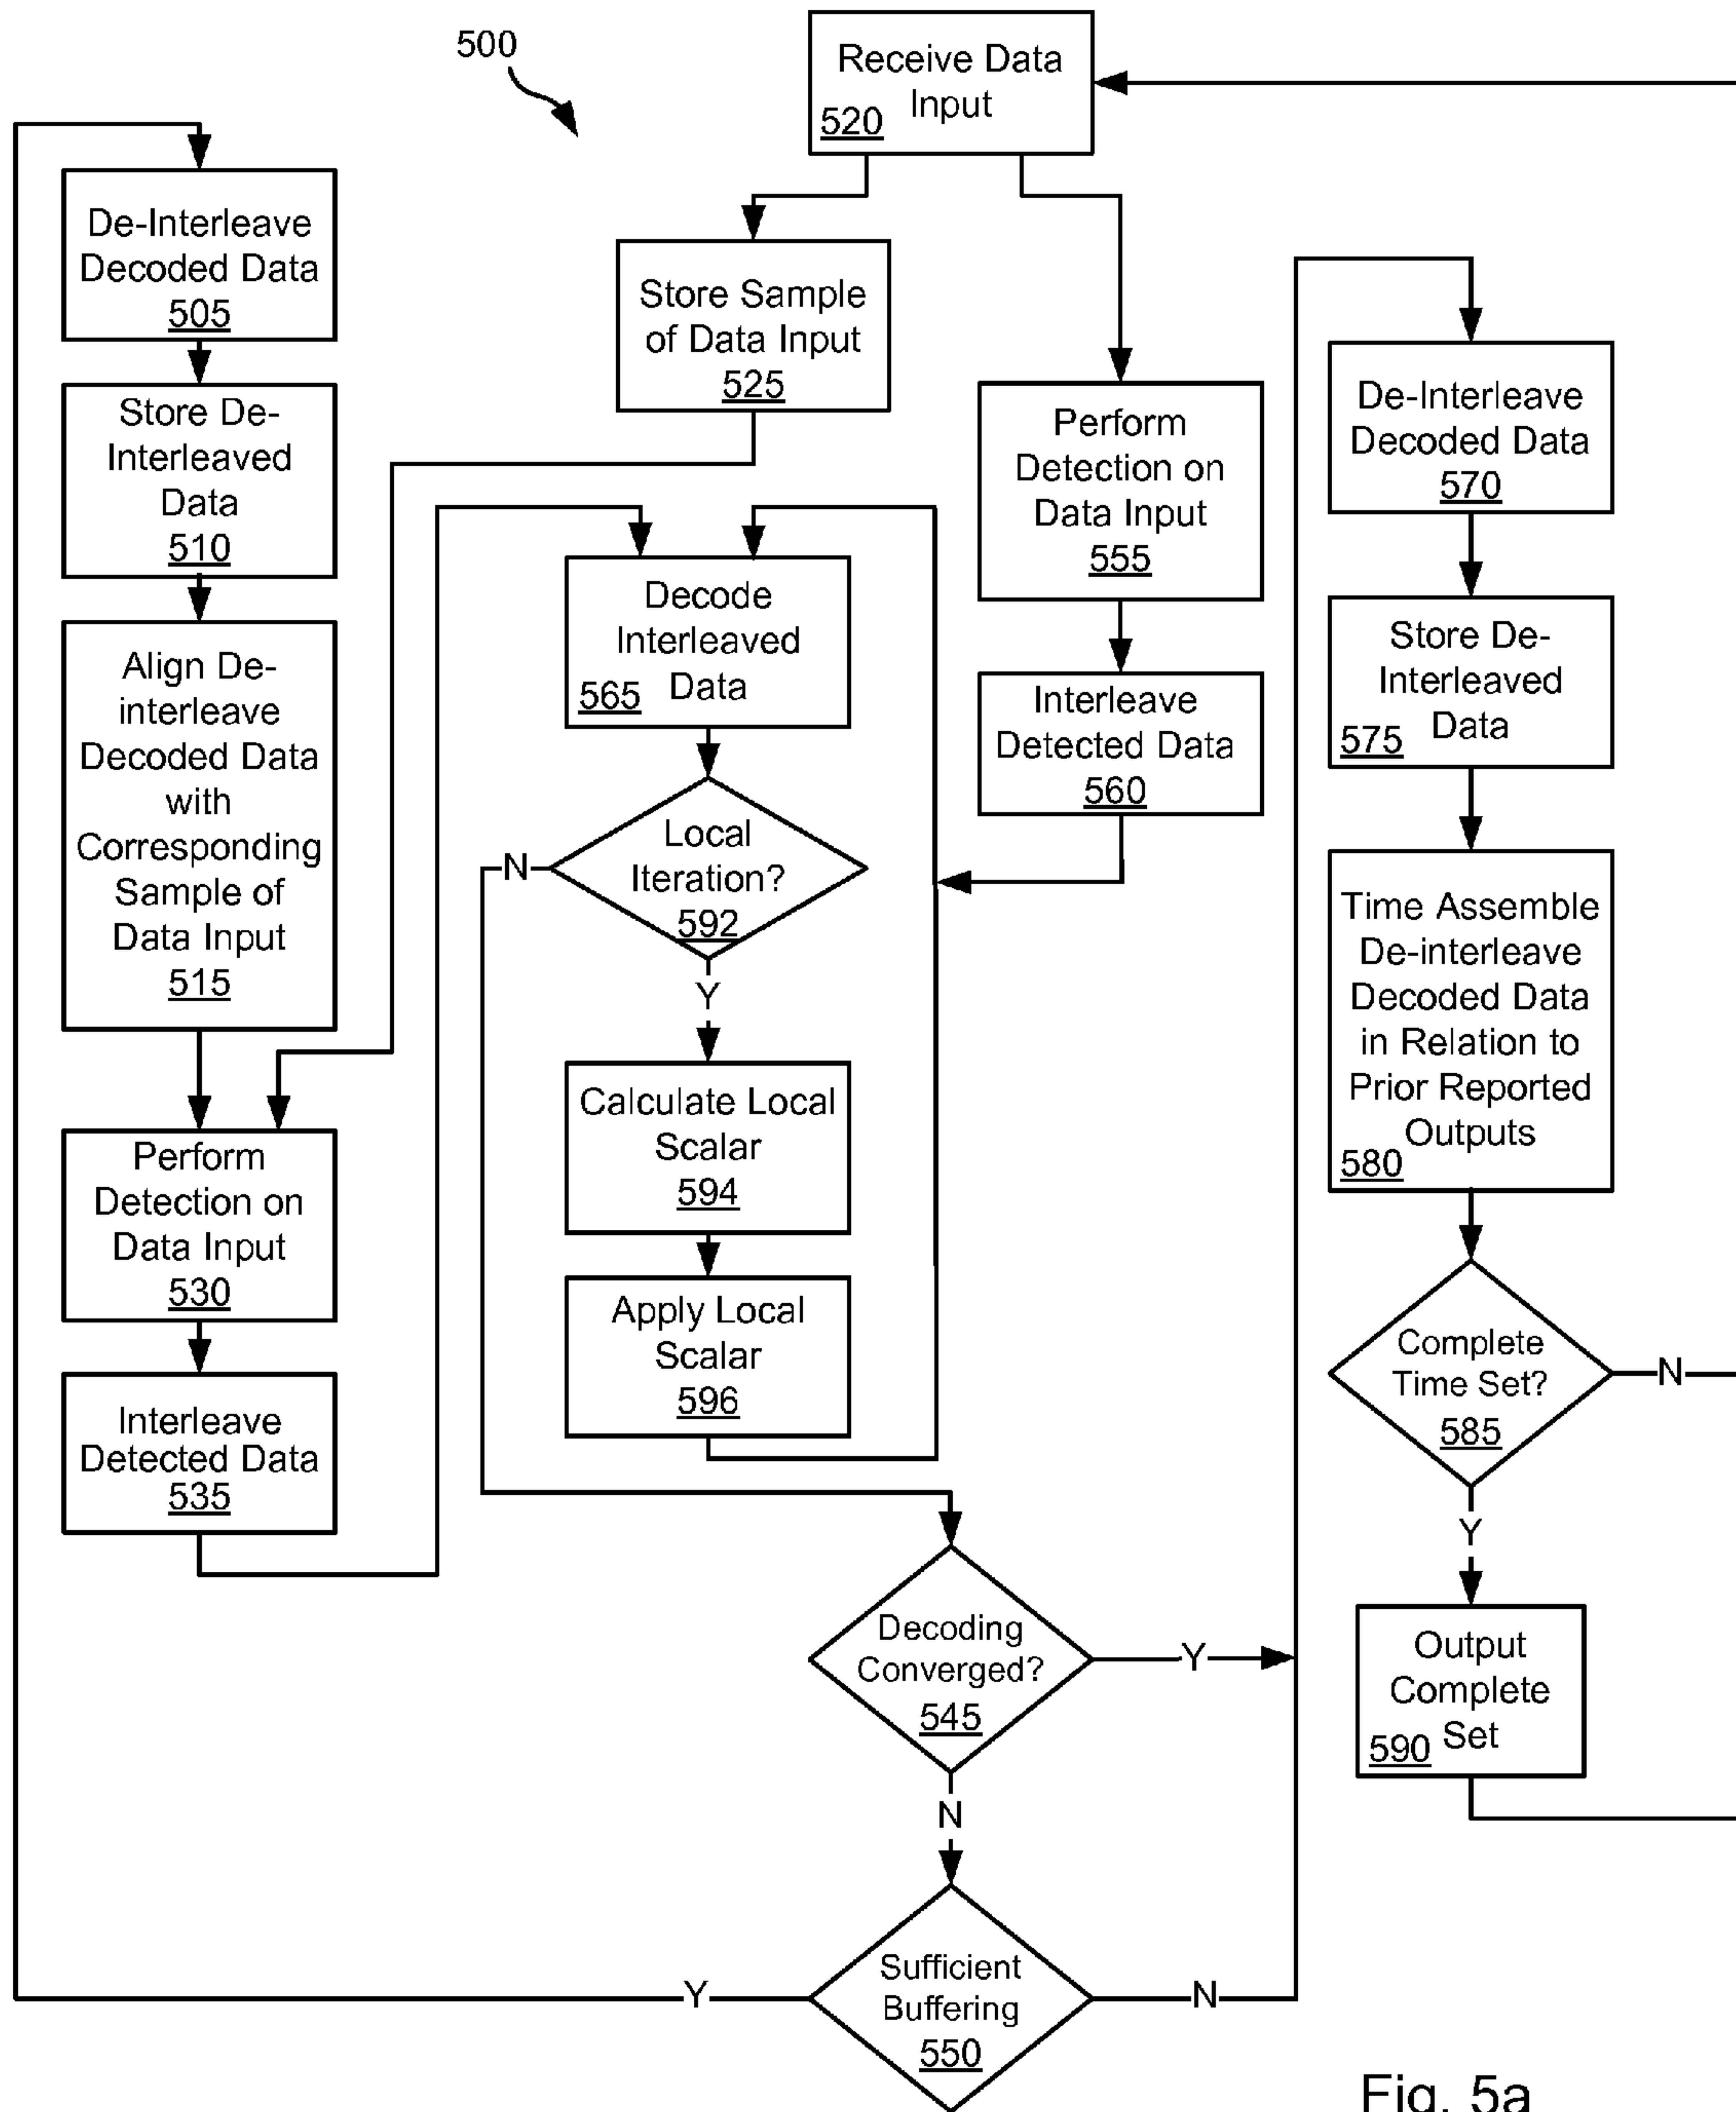 500
Receive Data
Input
520
De-Interleave
Decoded Data
505
Store De-
Interleaved
Data
510
Align De-
interleave
Decoded Data
with
Corresponding
Sample of
Data Input
515
Perform
Detection on
Data Input
530
Interleave
Detected Data
535
Store Sample
of Data Input
525
Decode
Interleaved
Data
565
Local
Iteration?
592
N
Y
Calculate Local
Scalar
594
Apply Local
Scalar
596
Perform
Detection on
Data Input
555
Interleave
Detected Data
560
Decoding
Converged?
545
Y
N
Sufficient
Buffering
550
Y
N
De-Interleave
Decoded Data
570
Store De-
Interleaved
Data
575
Time Assemble
De-interleave
Decoded Data
in Relation to
Prior Reported
Outputs
580
Complete
Time Set?
585
N
Y
Output
Complete
Set
590
Fig. 5a